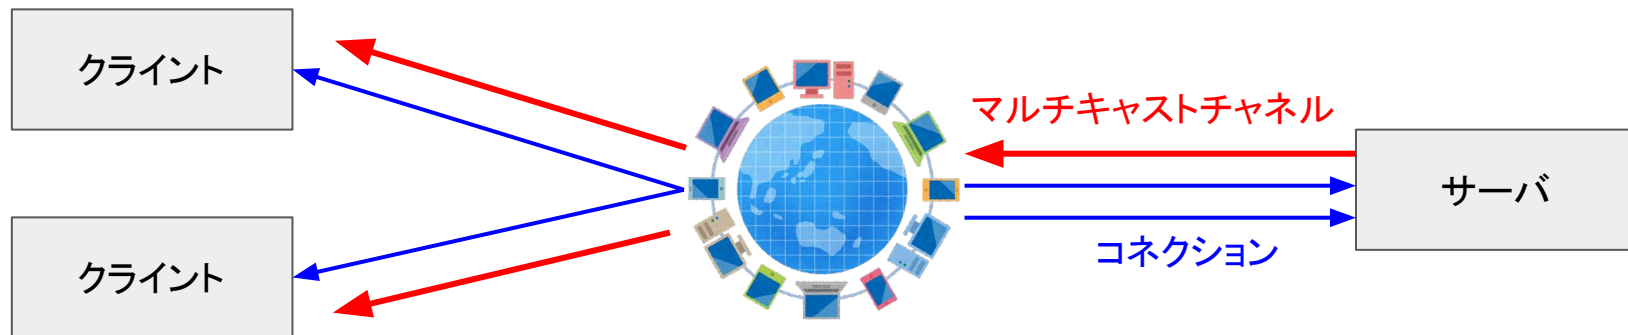 クライント
マルチキャストチャネル
サーバ
コネクション
クライント